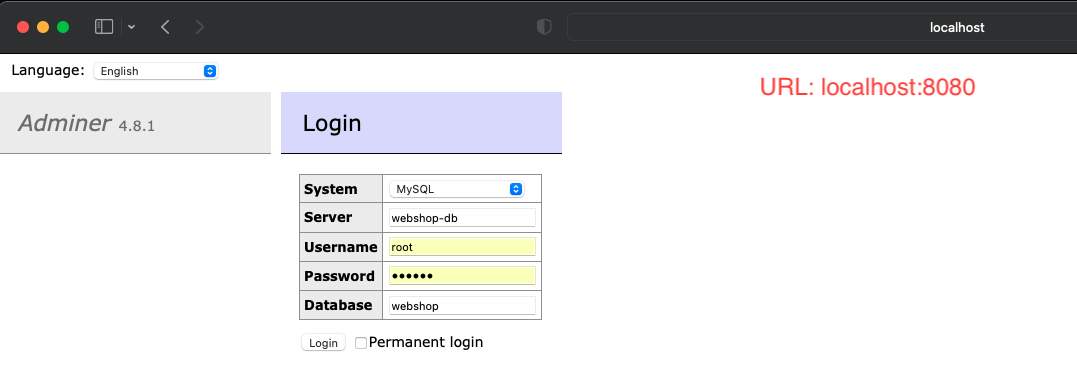 localhost
Language: English
URL: localhost:8080
Adminer 4.8.1
Login
System MySQL
Server webshop-db
Username root
Password ••••••
Database webshop
Login Permanent login